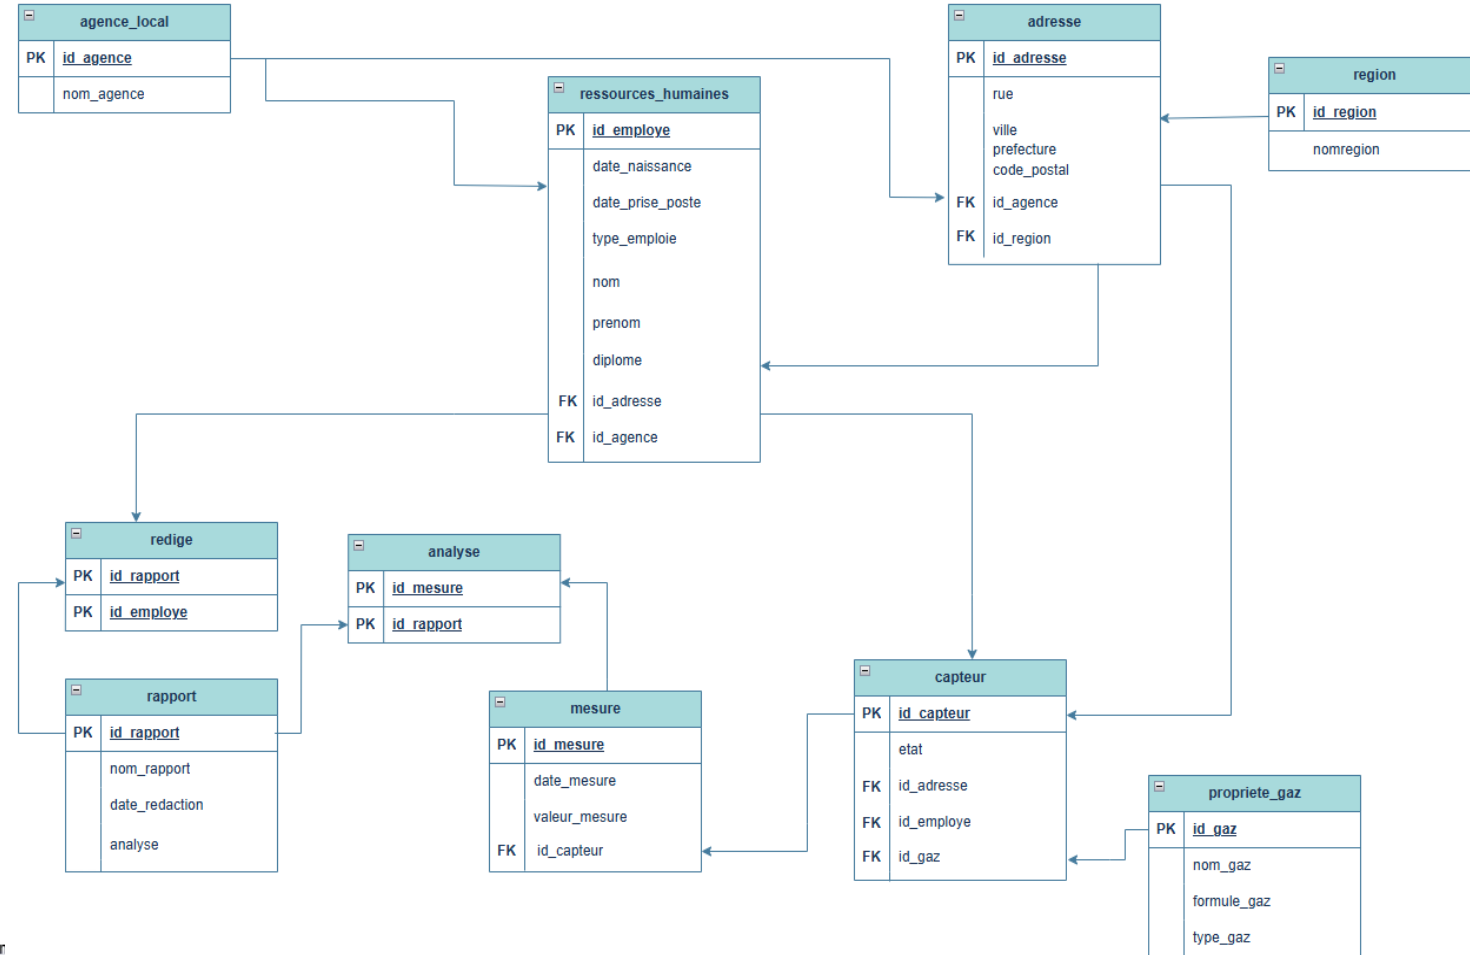 agence_local
PK id_agence
nom_agence
adresse
PK id_adresse
rue
ville
prefecture
code_postal
FK id_agence
FK id_region
region
PK id_region
nomregion
ressources_humaines
PK id_employe
date_naissance
date_prise_poste
type_emploie
nom
prenom
diplome
FK id_adresse
FK id_agence
redige
PK id_rapport
PK id_employe
analyse
PK id_mesure
PK id_rapport
rapport
PK id_rapport
nom_rapport
date_redaction
analyse
mesure
PK id_mesure
date_mesure
valeur_mesure
FK id_capteur
capteur
PK id_capteur
etat
FK id_adresse
FK id_employe
FK id_gaz
propriete_gaz
PK id_gaz
nom_gaz
formule_gaz
type_gaz